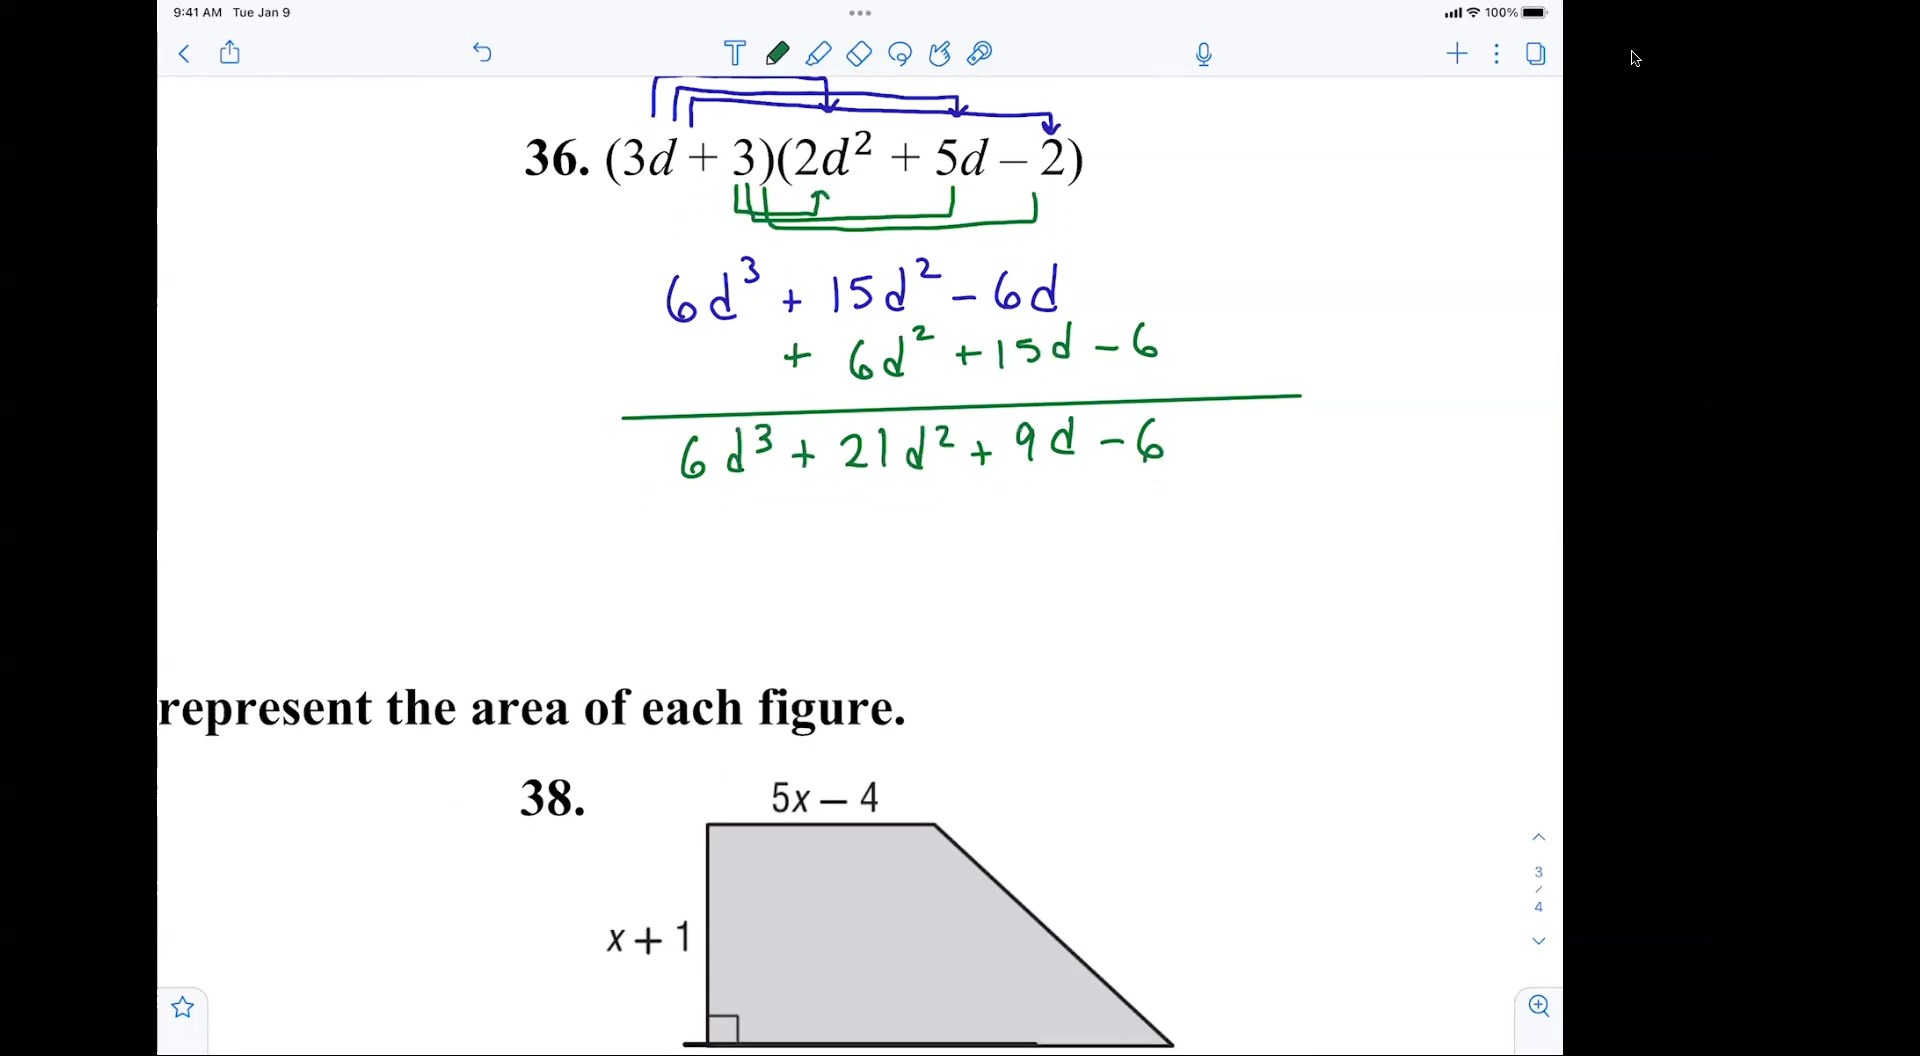 9:41 AM Tue Jan 9
100%
36. (3d + 3)(2d² + 5d – 2)
6d³ + 15d² - 6d
+ 6d² + 15d - 6
6d³ + 21d² + 9d - 6
represent the area of each figure.
38.
5x – 4
x + 1
3
/
4